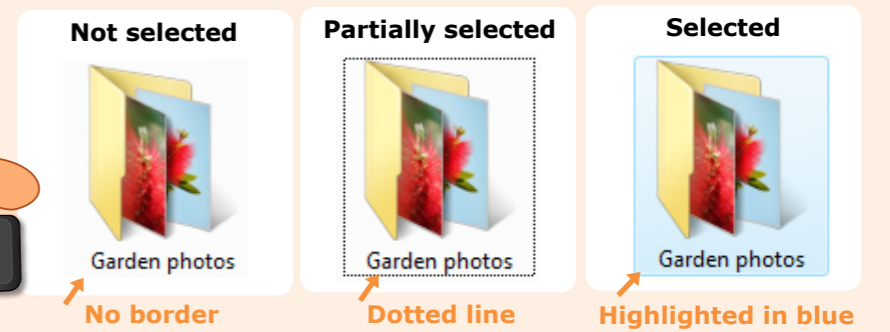 Not selected
Partially selected
Selected
Garden photos
Garden photos
Garden photos
No border
Dotted line
Highlighted in blue